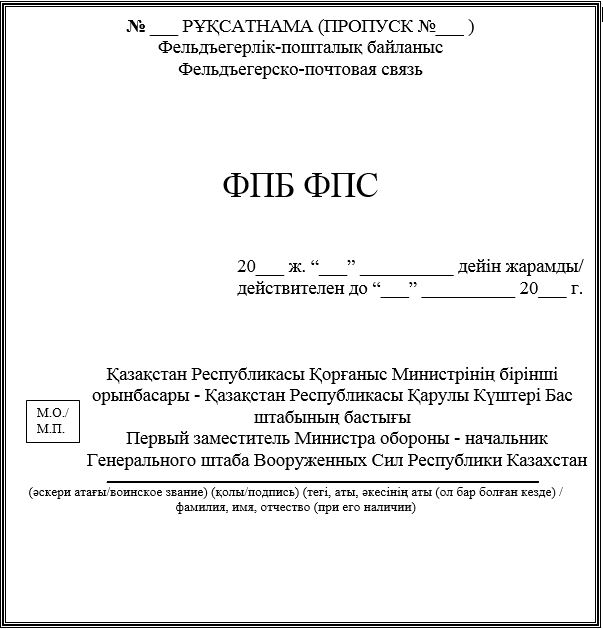 № ___ РҰҚСАТНАМА (ПРОПУСК №___ )
Фельдъегерлік-пошталық байланыс
Фельдъегерско-почтовая связь
ФПБ ФПС
20___ ж. “___” __________ дейін жарамды/
действителен до “___” __________ 20___ г.
Қазақстан Республикасы Қорғаныс Министрінің бірінші
орынбасары - Қазақстан Республикасы Қарулы Күштері Бас
штабының бастығы
М.О./
М.П.
Первый заместитель Министра обороны - начальник
Генерального штаба Вооруженных Сил Республики Казахстан
(әскери атағы/воинское звание) (қолы/подпись) (тегі, аты, әкесінің аты (ол бар болған кезде) /
фамилия, имя, отчество (при его наличии)